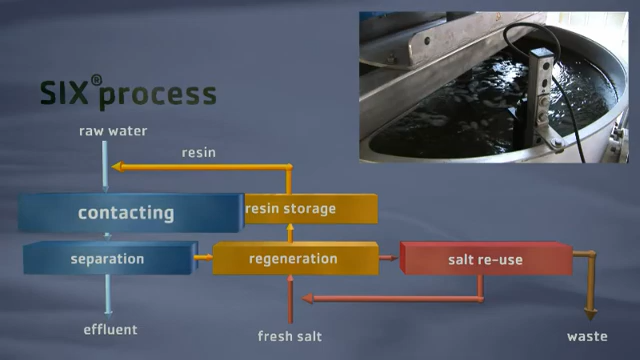 SIX® process
raw water
resin
contacting
resin storage
separation
regeneration
salt re-use
effluent
fresh salt
waste